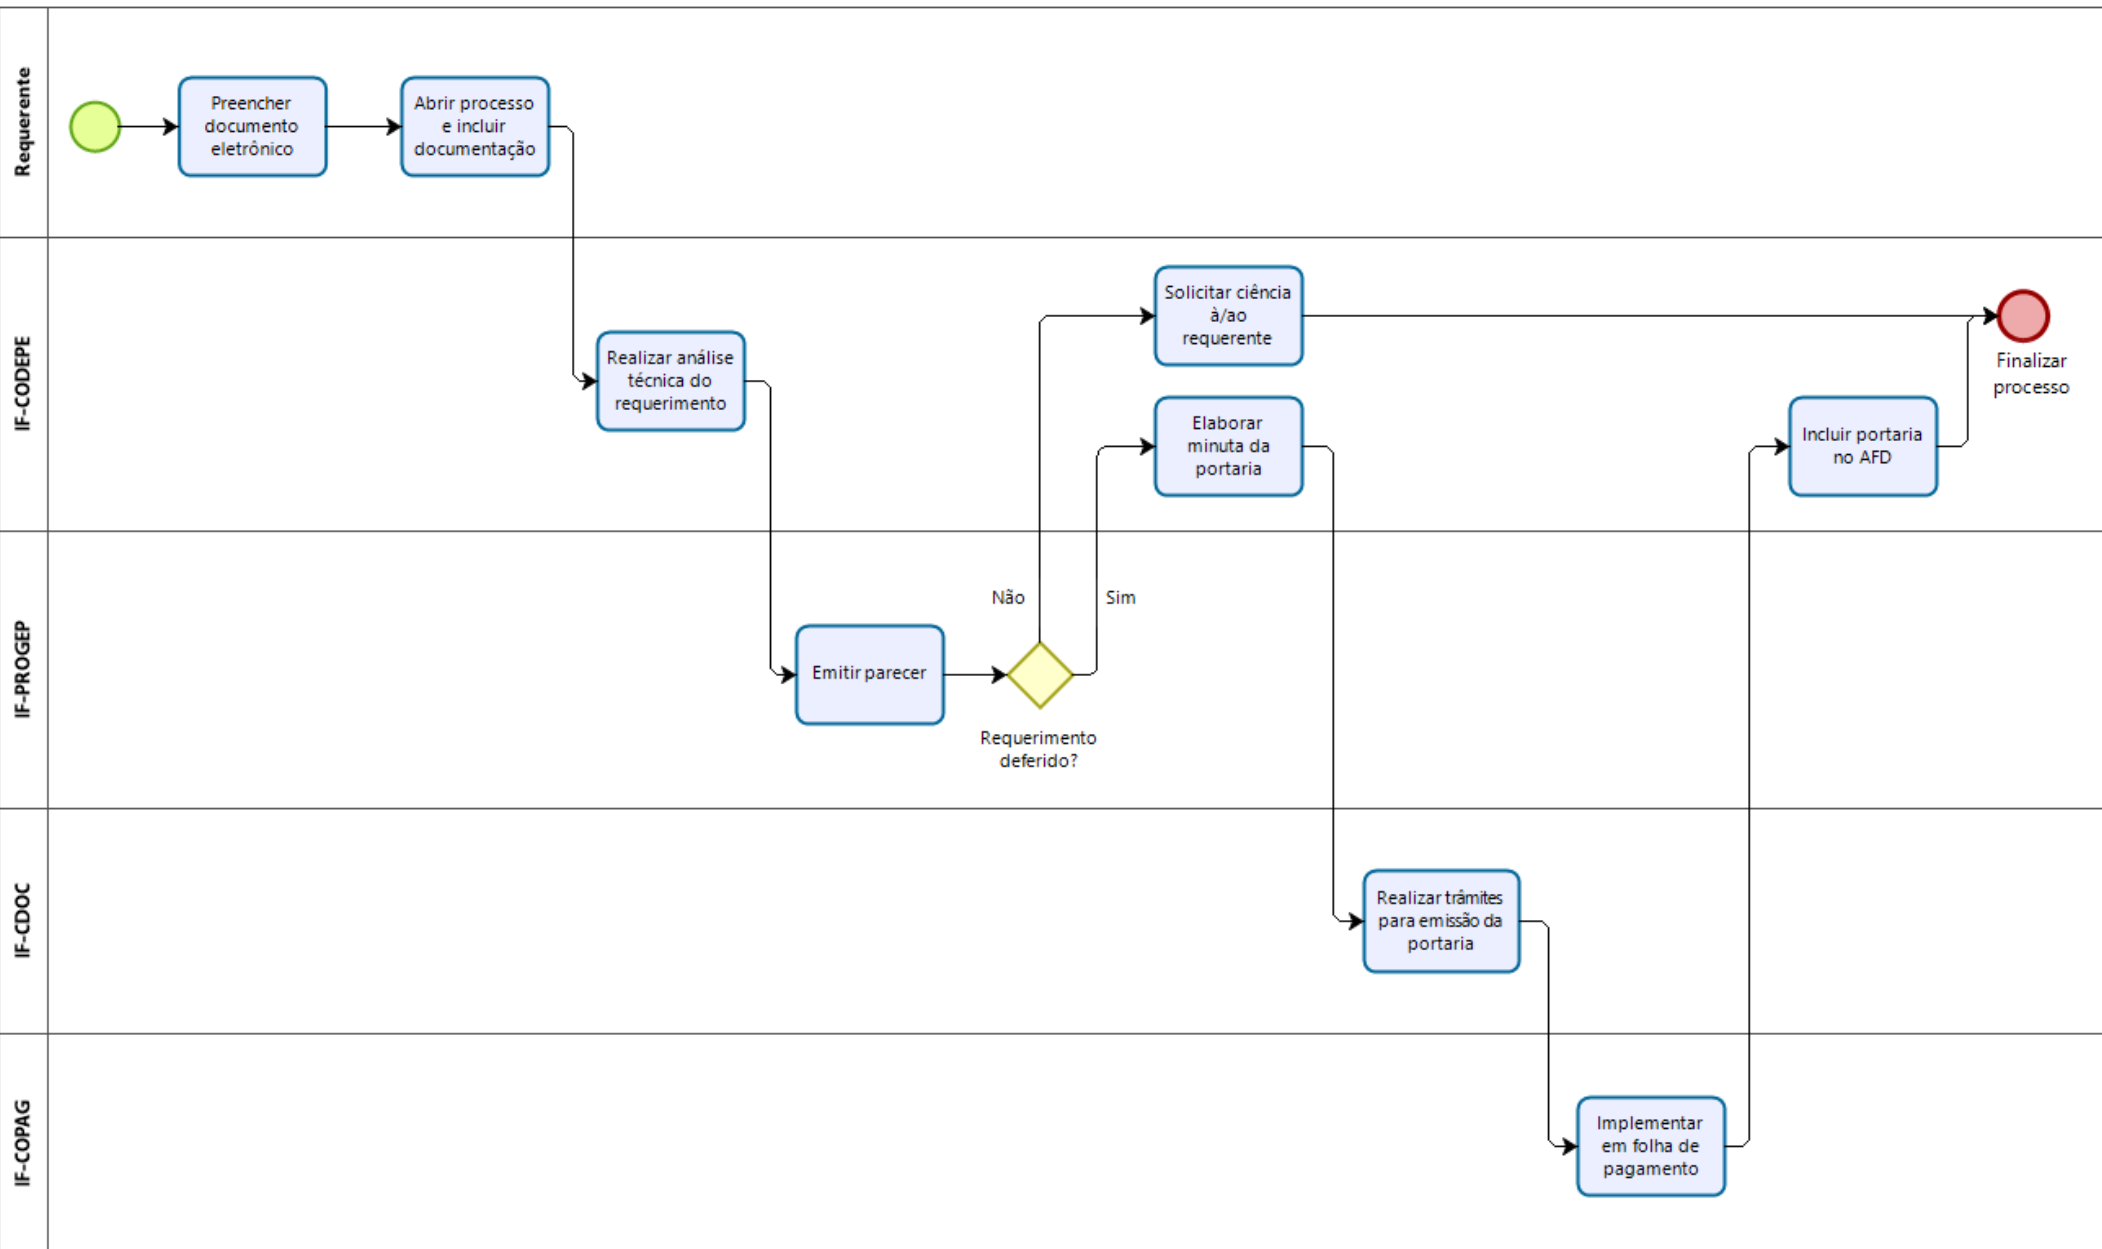 Requerente
Preencher
documento
eletrônico
Abrir processo
e incluir
documentação
IF-CODEPE
Realizar análise
técnica do
requerimento
Solicitar ciência
à/ao
requerente
Elaborar
minuta da
portaria
Incluir portaria
no AFD
Finalizar
processo
IF-PROGEP
Emitir parecer
Não
Sim
Requerimento
deferido?
IF-CDOC
Realizar trâmites
para emissão da
portaria
IF-COPAG
Implementar
em folha de
pagamento